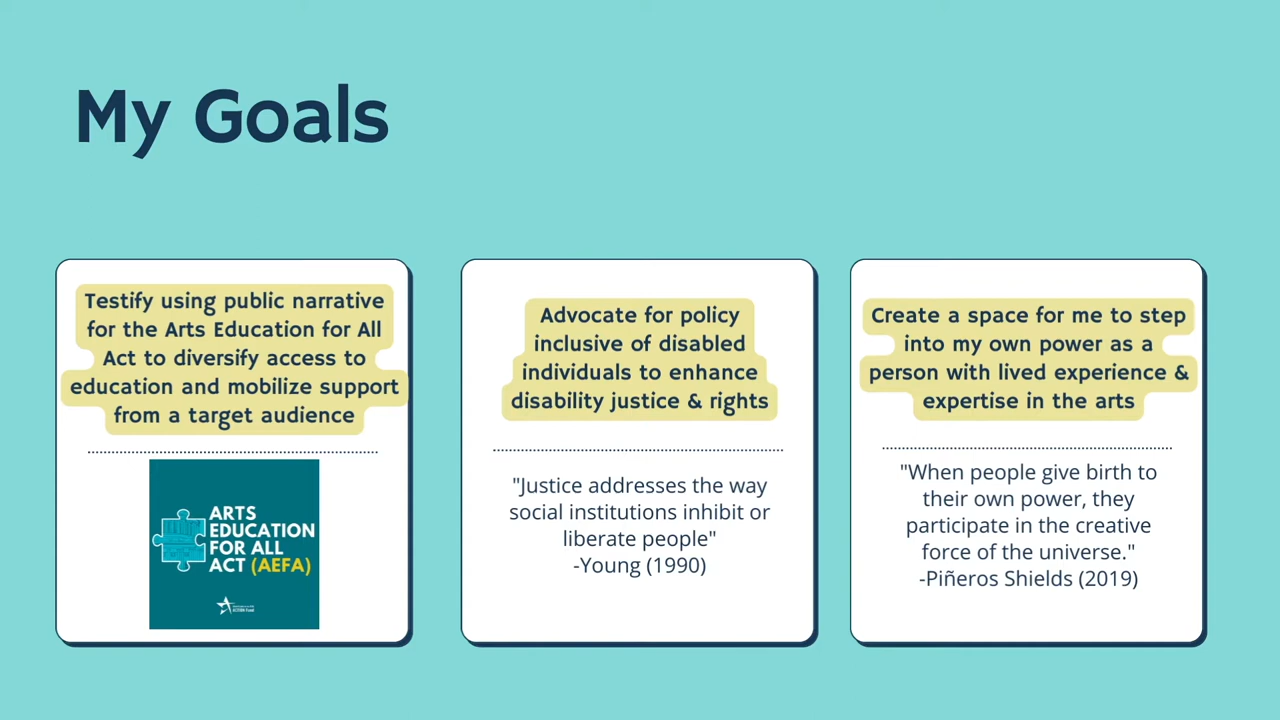 My Goals
Testify using public narrative
for the Arts Education for All
Act to diversify access to
education and mobilize support
from a target audience
ARTS
EDUCATION
FOR ALL
ACT (AEFA)
ACTION Fund
Advocate for policy
inclusive of disabled
individuals to enhance
disability justice & rights
"Justice addresses the way
social institutions inhibit or
liberate people"
-Young (1990)
Create a space for me to step
into my own power as a
person with lived experience &
expertise in the arts
"When people give birth to
their own power, they
participate in the creative
force of the universe."
-Piñeros Shields (2019)